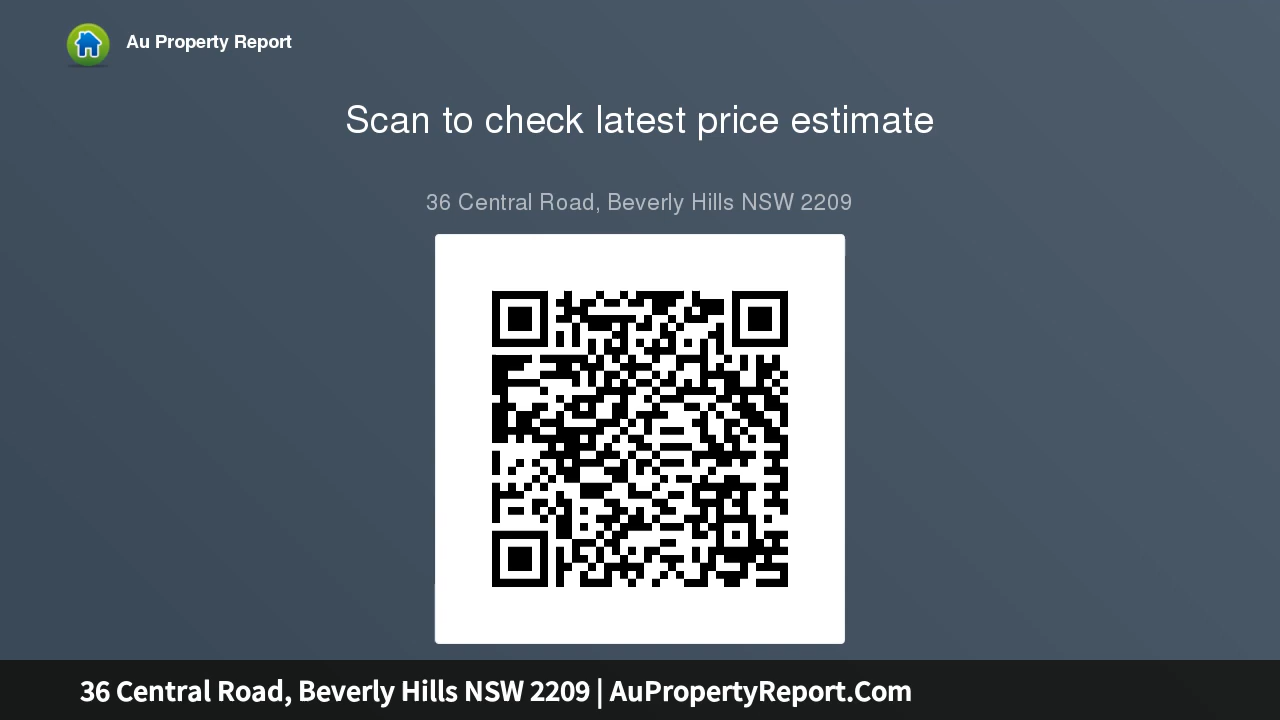 Au Property Report
Scan to check latest price estimate
36 Central Road, Beverly Hills NSW 2209
36 Central Road, Beverly Hills NSW 2209 | AuPropertyReport.Com